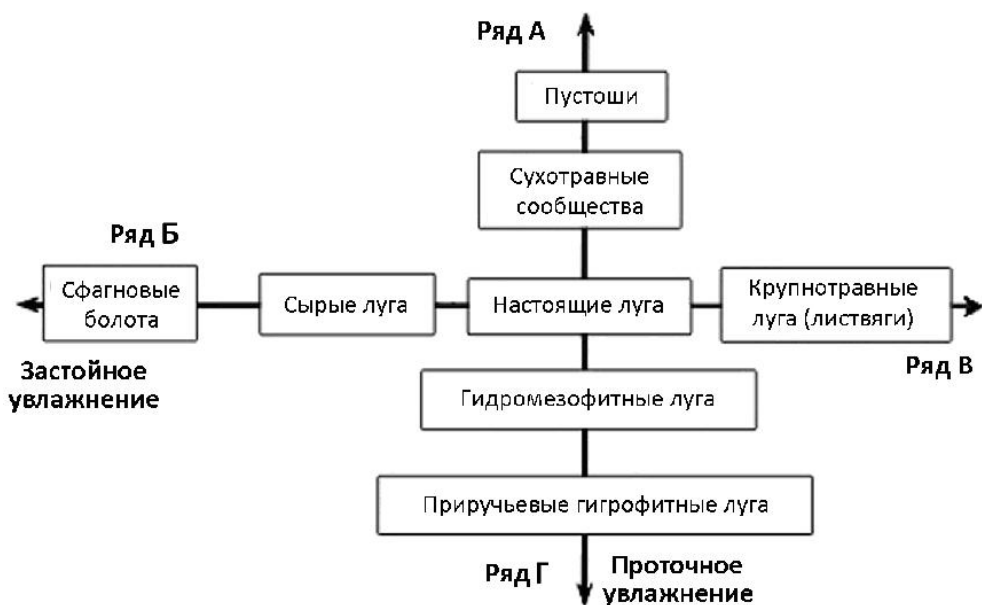 Ряд А
Пустоши
Сухотравные
сообщества
Ряд Б
Сфагновые
болота
Сырые луга
Настоящие луга
Крупнотравные
луга (листвяги)
Застойное
увлажнение
Ряд В
Гидромезофитные луга
Приручьевые гигрофитные луга
Ряд Г
Проточное
увлажнение